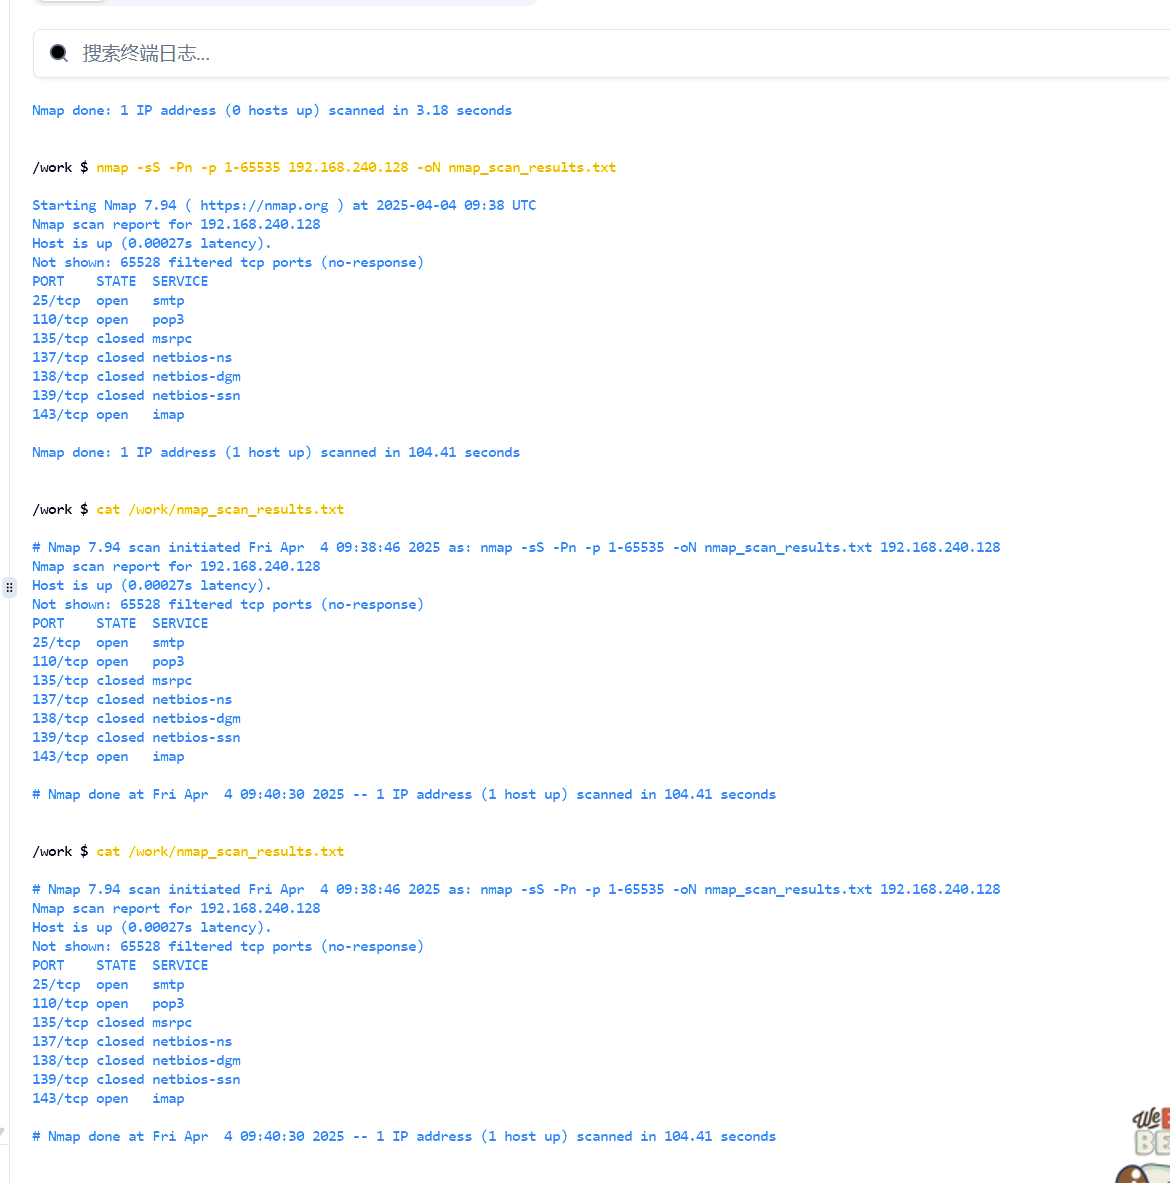 搜索终端日志...
Nmap done: 1 IP address (0 hosts up) scanned in 3.18 seconds
/work $ nmap -sS -Pn -p 1-65535 192.168.240.128 -oN nmap_scan_results.txt
Starting Nmap 7.94 ( https://nmap.org ) at 2025-04-04 09:38 UTC
Nmap scan report for 192.168.240.128
Host is up (0.00027s latency).
Not shown: 65528 filtered tcp ports (no-response)
PORT    STATE  SERVICE
25/tcp  open   smtp
110/tcp open   pop3
135/tcp closed msrpc
137/tcp closed netbios-ns
138/tcp closed netbios-dgm
139/tcp closed netbios-ssn
143/tcp open   imap
Nmap done: 1 IP address (1 host up) scanned in 104.41 seconds
/work $ cat /work/nmap_scan_results.txt
# Nmap 7.94 scan initiated Fri Apr  4 09:38:46 2025 as: nmap -sS -Pn -p 1-65535 -oN nmap_scan_results.txt 192.168.240.128
Nmap scan report for 192.168.240.128
Host is up (0.00027s latency).
Not shown: 65528 filtered tcp ports (no-response)
PORT    STATE  SERVICE
25/tcp  open   smtp
110/tcp open   pop3
135/tcp closed msrpc
137/tcp closed netbios-ns
138/tcp closed netbios-dgm
139/tcp closed netbios-ssn
143/tcp open   imap
# Nmap done at Fri Apr  4 09:40:30 2025 -- 1 IP address (1 host up) scanned in 104.41 seconds
/work $ cat /work/nmap_scan_results.txt
# Nmap 7.94 scan initiated Fri Apr  4 09:38:46 2025 as: nmap -sS -Pn -p 1-65535 -oN nmap_scan_results.txt 192.168.240.128
Nmap scan report for 192.168.240.128
Host is up (0.00027s latency).
Not shown: 65528 filtered tcp ports (no-response)
PORT    STATE  SERVICE
25/tcp  open   smtp
110/tcp open   pop3
135/tcp closed msrpc
137/tcp closed netbios-ns
138/tcp closed netbios-dgm
139/tcp closed netbios-ssn
143/tcp open   imap
We
# Nmap done at Fri Apr  4 09:40:30 2025 -- 1 IP address (1 host up) scanned in 104.41 seconds